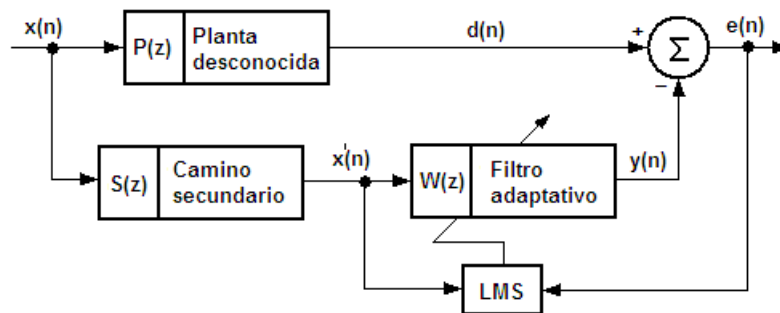 x(n)
P(z)
Planta
desconocida
d(n)
+
Σ
−
e(n)
S(z)
Camino
secundario
x'(n)
W(z)
Filtro
adaptativo
y(n)
LMS